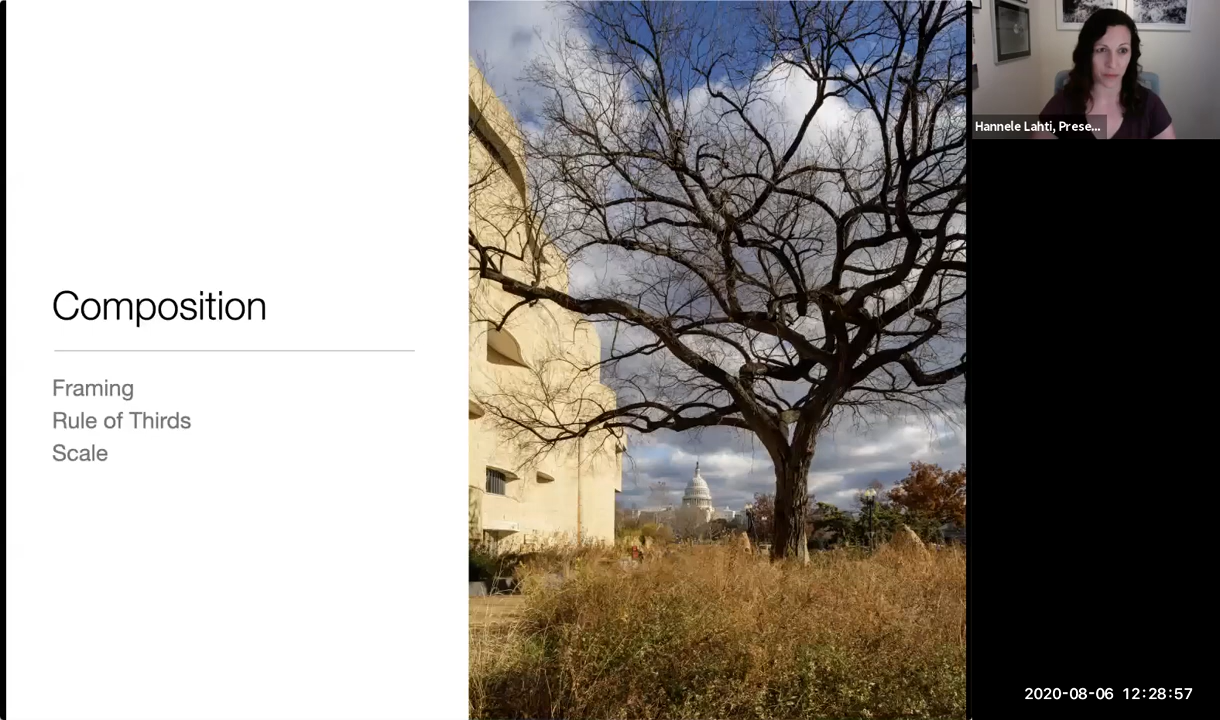 Composition
Framing
Rule of Thirds
Scale
Hannele Lahti, Prese...
2020-08-06 12:28:57